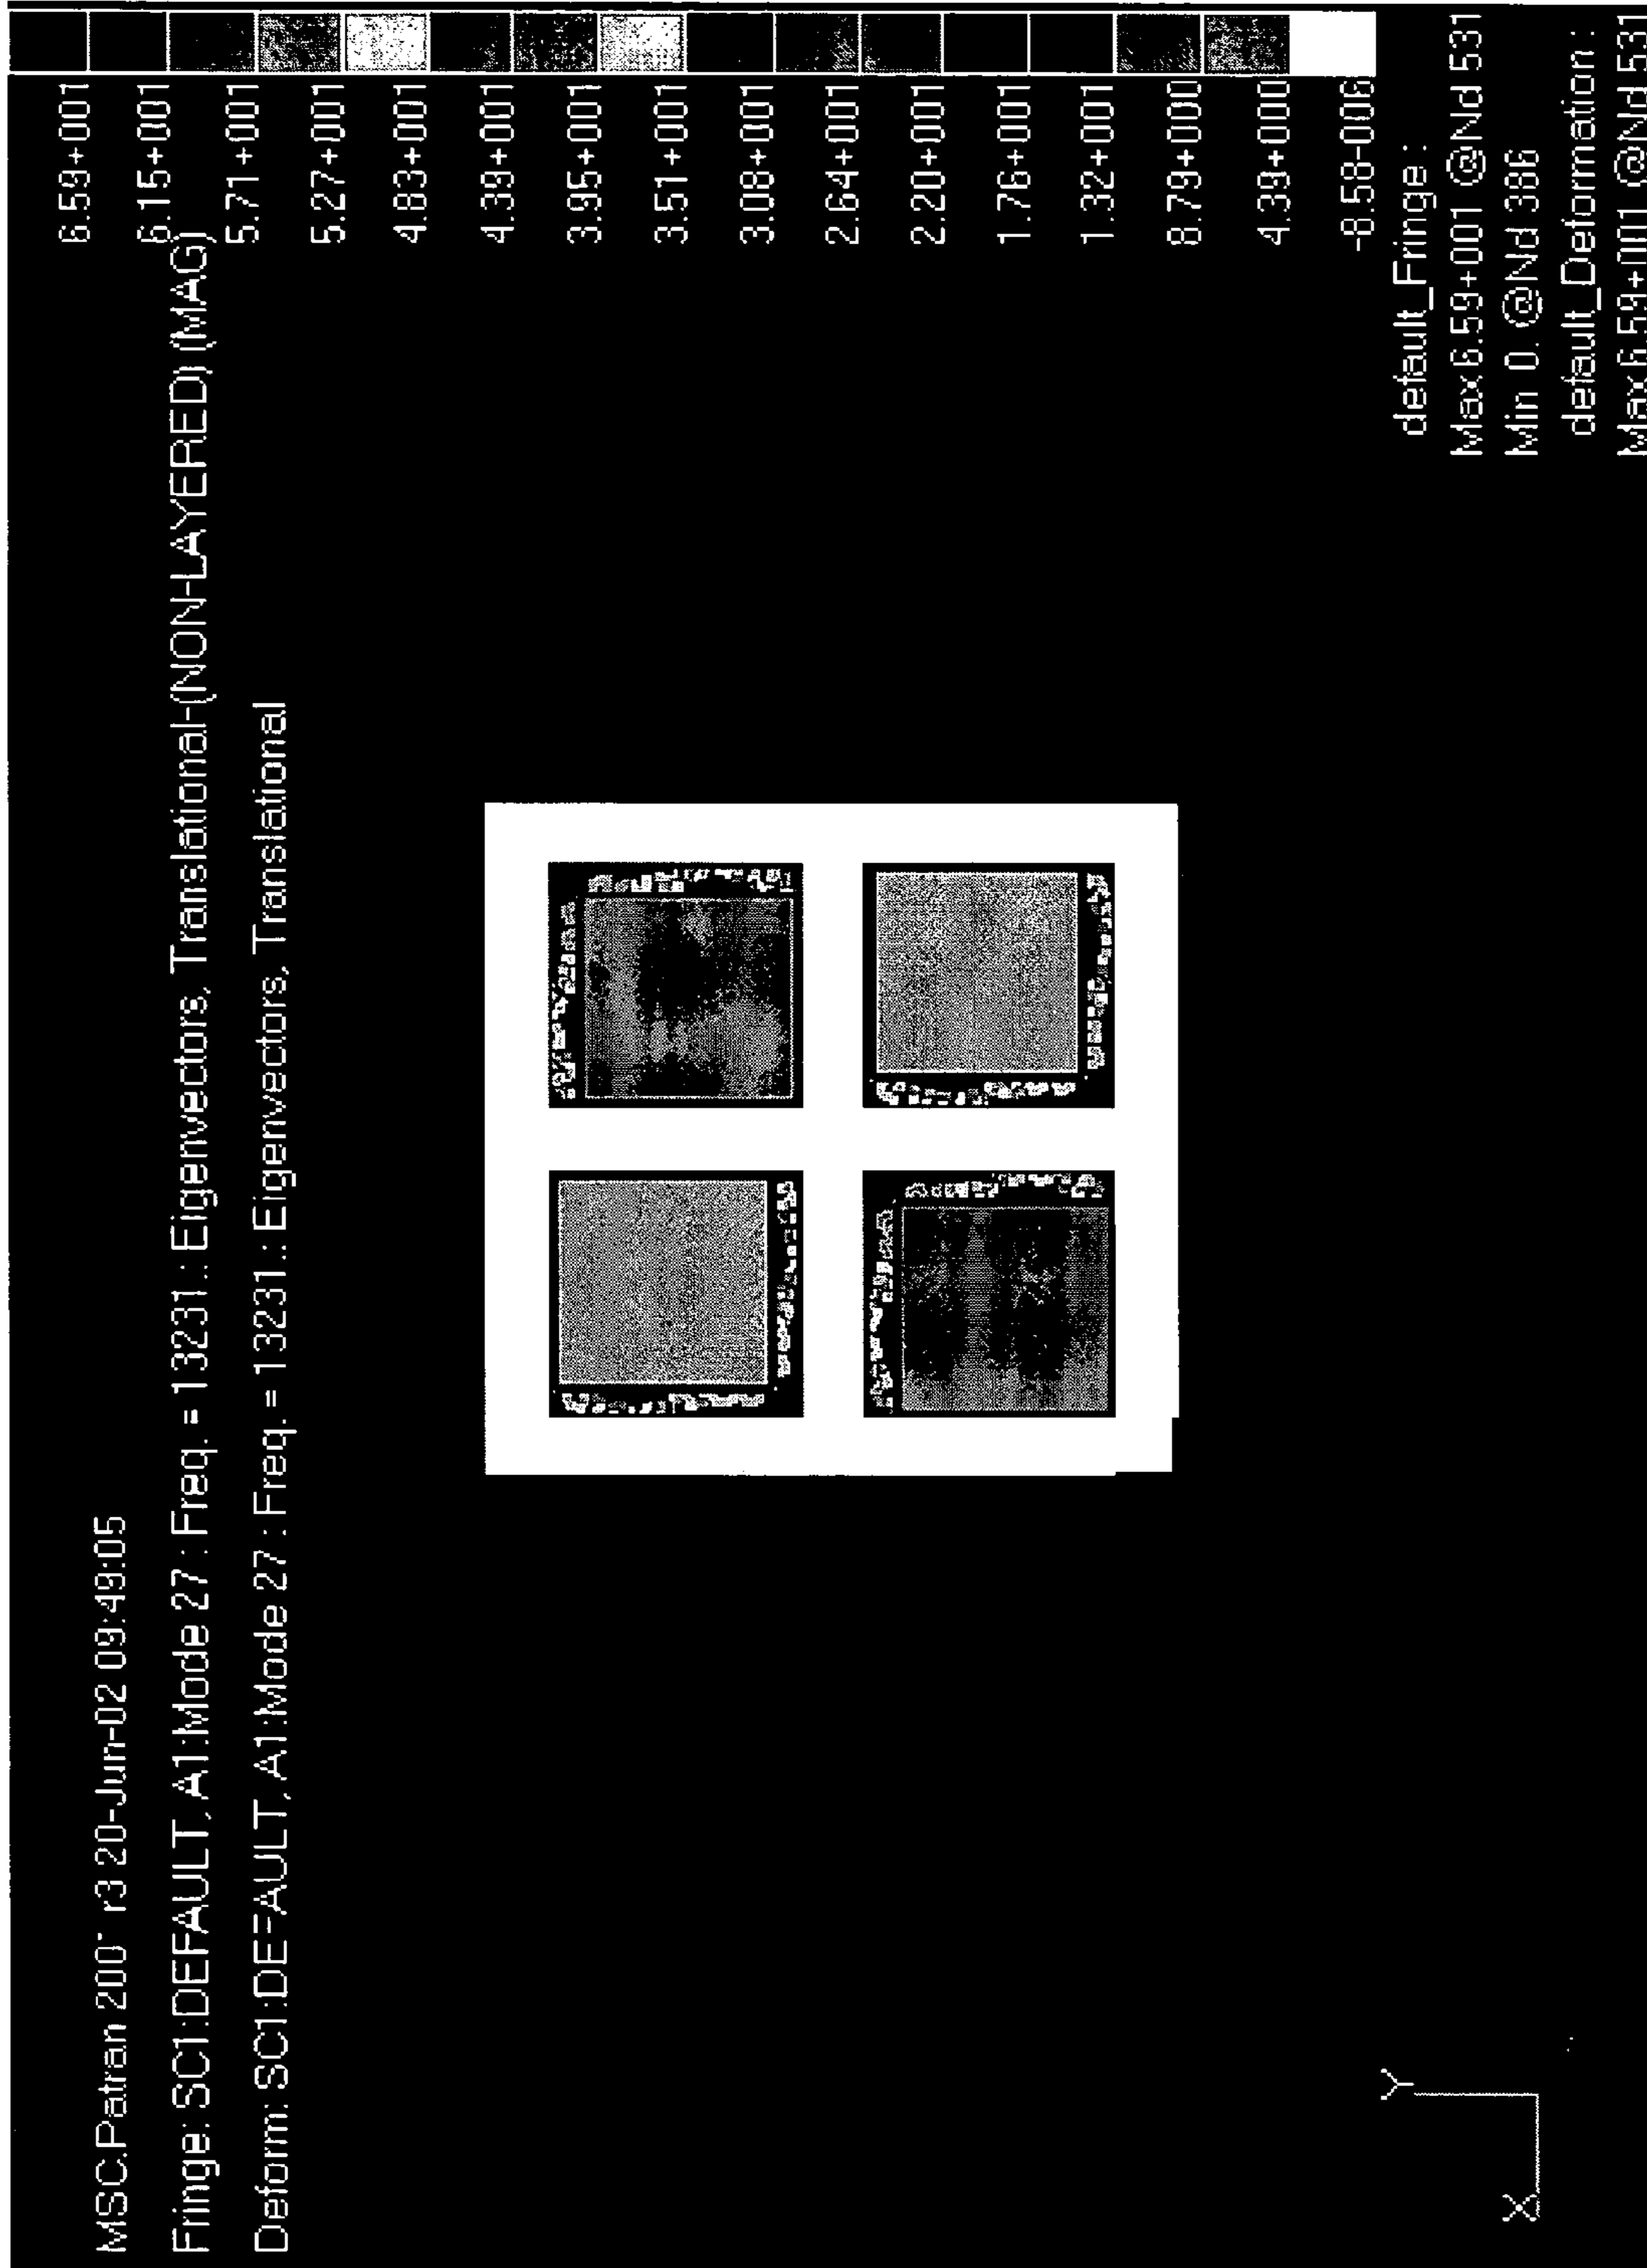 MSC.Patran 200 r3 20-Jun-02 09:49:05
Fringe: SC1:DEFAULT, A1:Mode 27 : Freq. = 13231.: Eigenvectors, Translational-(NON-LAYERED) (MAG)
Deform: SC1:DEFAULT, A1:Mode 27 : Freq. = 13231.: Eigenvectors, Translational
6.59+001
6.15+001
5.71+001
5.27+001
4.83+001
4.39+001
3.95+001
3.51+001
3.08+001
2.64+001
2.20+001
1.76+001
1.32+001
8.79+000
4.39+000
-8.58-006
default_Fringe :
Max 6.59+001 @Nd 531
Min 0. @Nd 386
default_Deformation :
Max 6.59+001 @Nd 531
Y
X